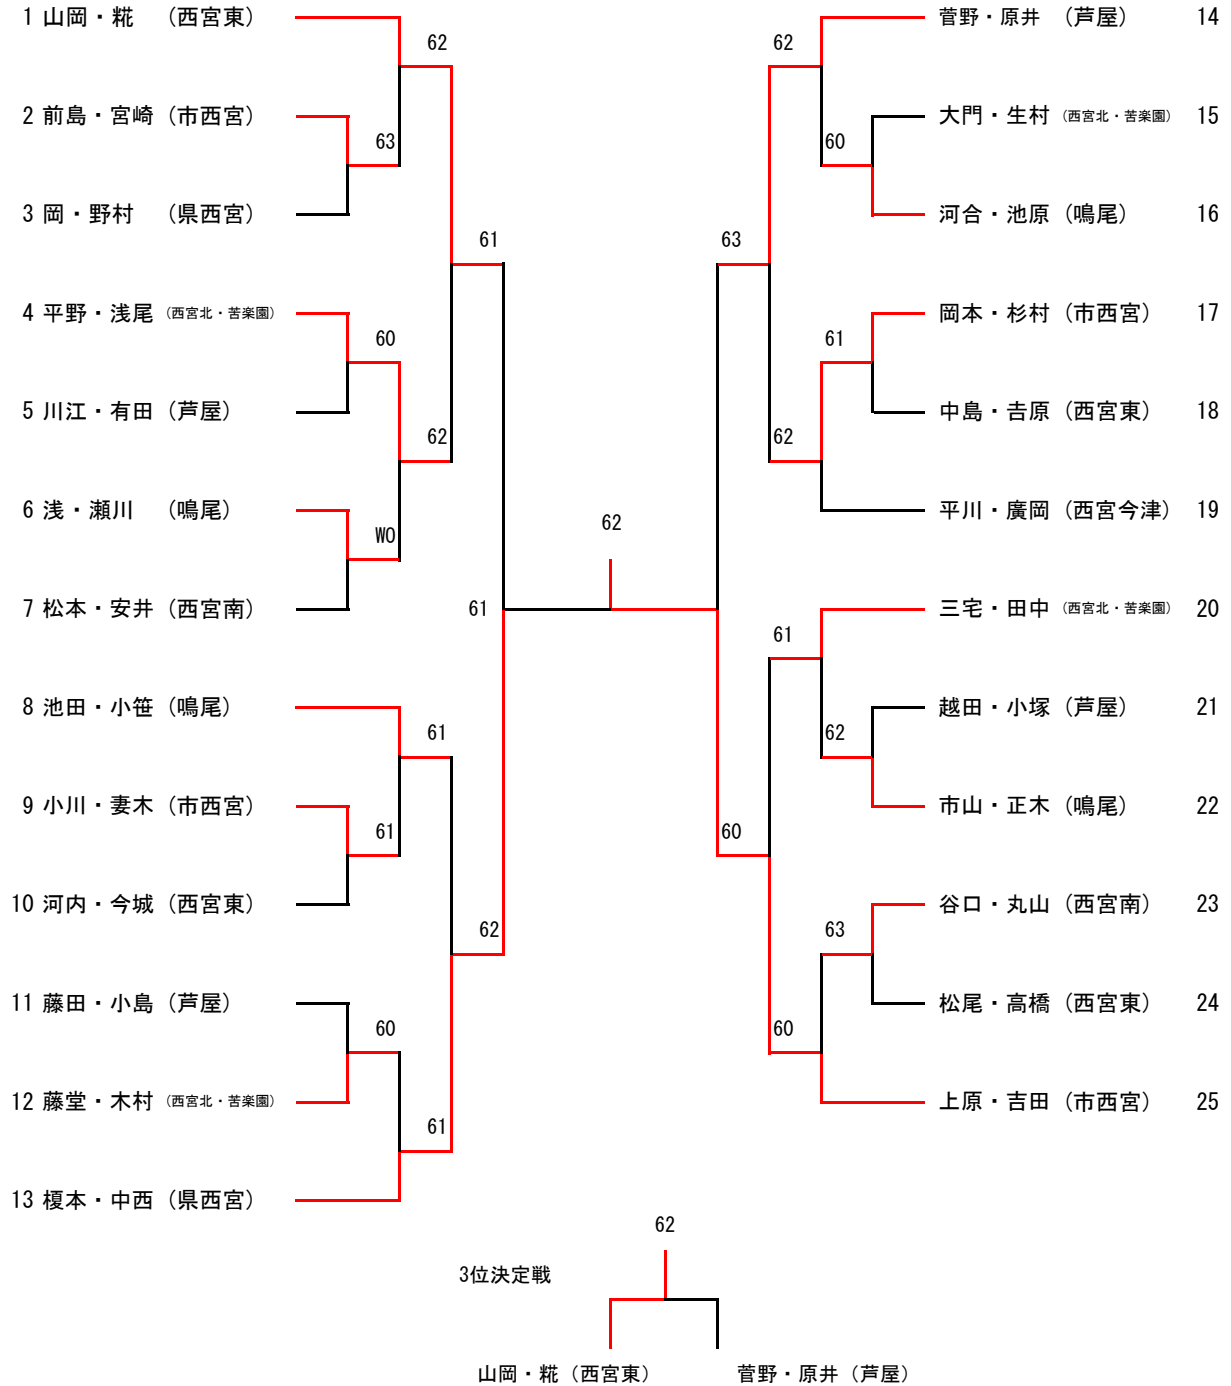 1 山岡・糀 （西宮東）
62
2 前島・宮崎 （市西宮）
63
3 岡・野村 （県西宮）
61
4 平野・浅尾 （西宮北・苦楽園）
60
5 川江・有田 （芦屋）
62
6 浅・瀬川 （鳴尾）
WO
7 松本・安井 （西宮南）
61
8 池田・小笹 （鳴尾）
61
9 小川・妻木 （市西宮）
61
10 河内・今城 （西宮東）
62
11 藤田・小島 （芦屋）
60
12 藤堂・木村 （西宮北・苦楽園）
61
13 榎本・中西 （県西宮）
62
菅野・原井 （芦屋） 14
62
大門・生村 （西宮北・苦楽園） 15
60
河合・池原 （鳴尾） 16
63
岡本・杉村 （市西宮） 17
61
中島・𠮷原 （西宮東） 18
62
平川・廣岡 （西宮今津） 19
三宅・田中 （西宮北・苦楽園） 20
61
越田・小塚 （芦屋） 21
62
市山・正木 （鳴尾） 22
60
谷口・丸山 （西宮南） 23
63
松尾・高橋 （西宮東） 24
60
上原・吉田 （市西宮） 25
62
3位決定戦
山岡・糀（西宮東）
菅野・原井（芦屋）